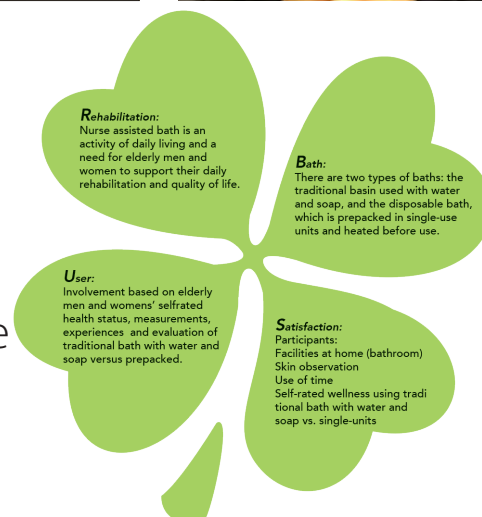 Rehabilitation:
Nurse assisted bath is an
activity of daily living and a
need for elderly men and
women to support their daily
rehabilitation and quality of life.
Bath:
There are two types of baths: the
traditional basin used with water
and soap, and the disposable bath,
which is prepacked in single-use
units and heated before use.
User:
Involvement based on elderly
men and womens' selfrated
health status, measurements,
experiences and evaluation of
traditional bath with water and
soap versus prepacked.
e
Satisfaction:
Participants:
Facilities at home (bathroom)
Skin observation
Use of time
Self-rated wellness using tradi
tional bath with water and
soap vs. single-units